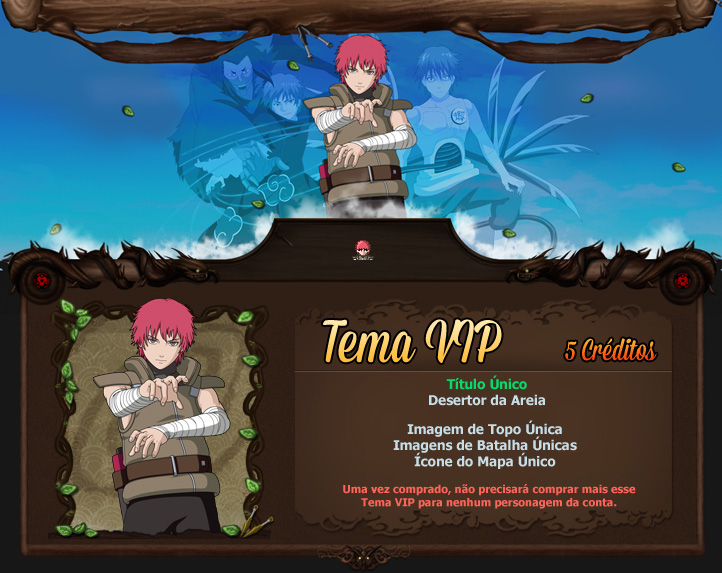 Tema VIP
5 Créditos
Título Único
Desertor da Areia
Imagem de Topo Única
Imagens de Batalha Únicas
Ícone do Mapa Único
Uma vez comprado, não precisará comprar mais esse
Tema VIP para nenhum personagem da conta.